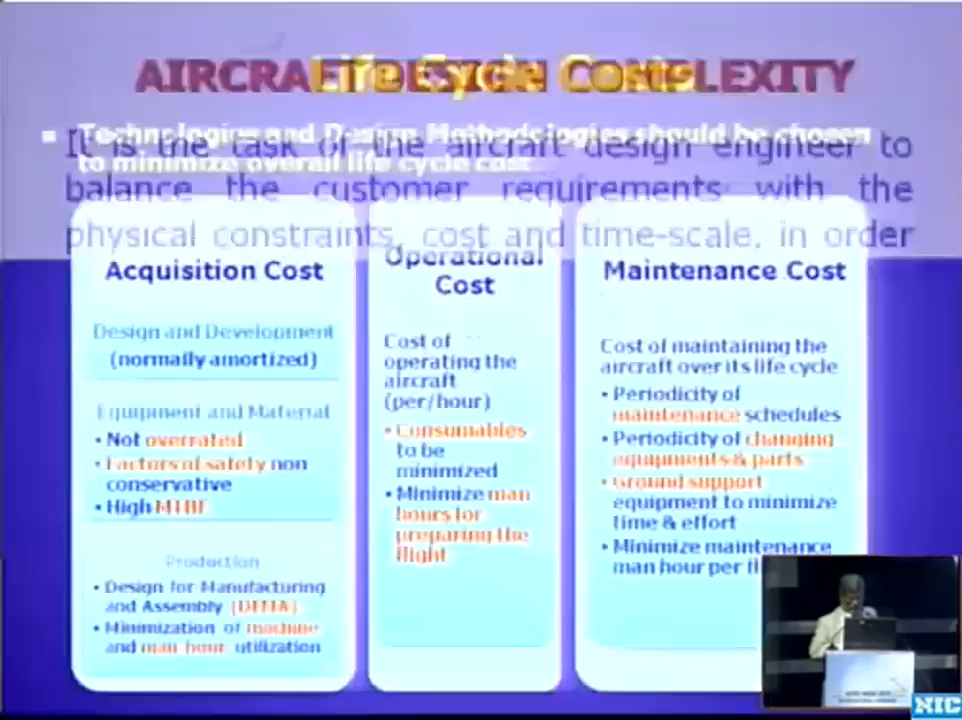 AIRCRAFT DESIGN COMPLEXITY
Life Cycle Costs
Technologies and Design Methodologies should be chosen
to minimize overall life cycle cost
It is the task of the aircraft design engineer to
balance the customer requirements with the
physical constraints, cost and time-scale, in order
Acquisition Cost
Design and Development
(normally amortized)
Equipment and Material
• Not overrated
• Factors of safety non
conservative
• High MTBF
Production
• Design for Manufacturing
and Assembly (DFMA)
• Minimization of machine
and man-hour utilization
Operational
Cost
Cost of
operating the
aircraft
(per/hour)
• Consumables
to be
minimized
• Minimize man
hours for
preparing the
flight
Maintenance Cost
Cost of maintaining the
aircraft over its life cycle
• Periodicity of
maintenance schedules
• Periodicity of changing
equipments & parts
• Ground support
equipment to minimize
time & effort
• Minimize maintenance
man hour per
NIC